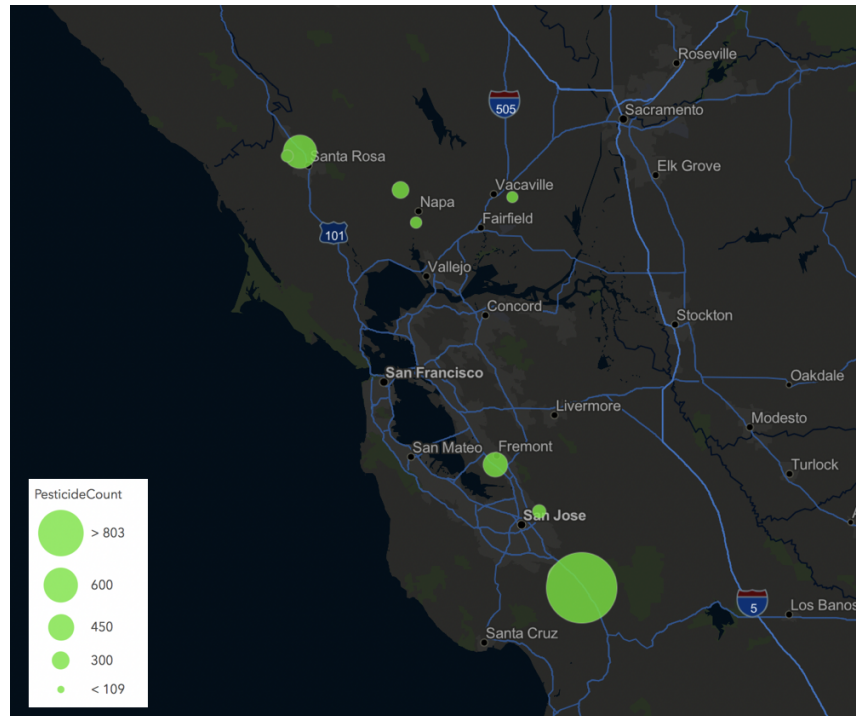 Roseville
505
Sacramento
Santa Rosa
Elk Grove
Vacaville
Napa
Fairfield
101
Vallejo
Concord
Stockton
San Francisco
Oakdale
Livermore
Modesto
San Mateo
Fremont
Turlock
A
San Jose
5
Los Banos
Santa Cruz
PesticideCount
> 803
600
450
300
< 109